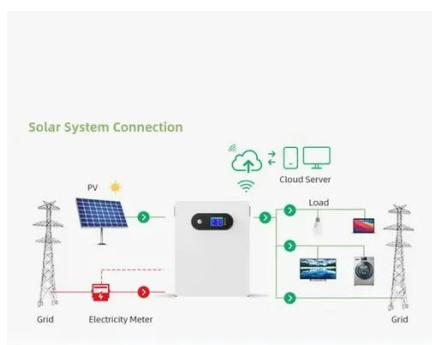 Solar System Connection
Cloud Server
PV
Load
Grid
Electricity Meter
Grid